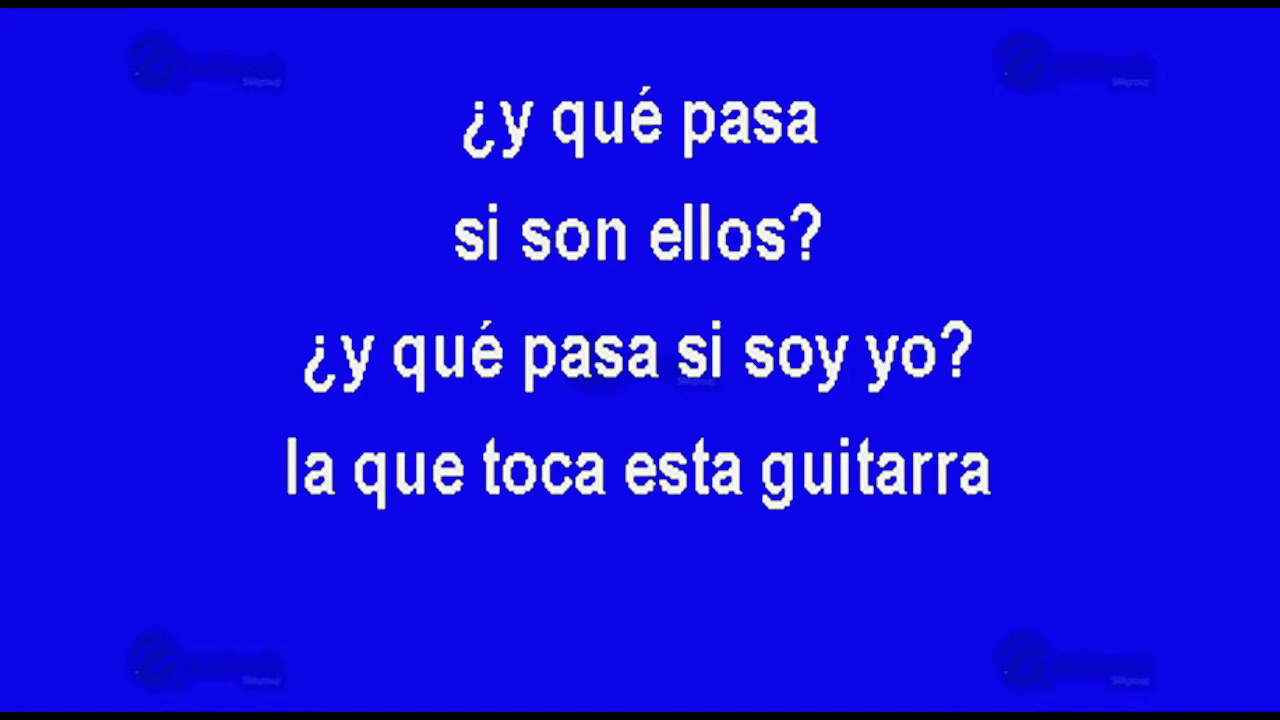 ¿y qué pasa
si son ellos?
¿y qué pasa si soy yo?
la que toca esta guitarra